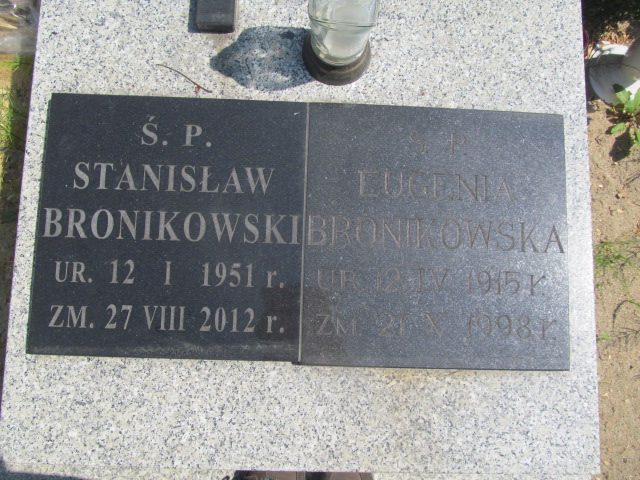 Ś. P.
STANISŁAW
BRONIKOWSKI
UR. 12 I 1951 r.
ZM. 27 VIII 2012 r.
Ś. P.
EUGENIA
BRONIKOWSKA
UR. 12 IV 1915 r.
ZM. 21 X 1998 r.